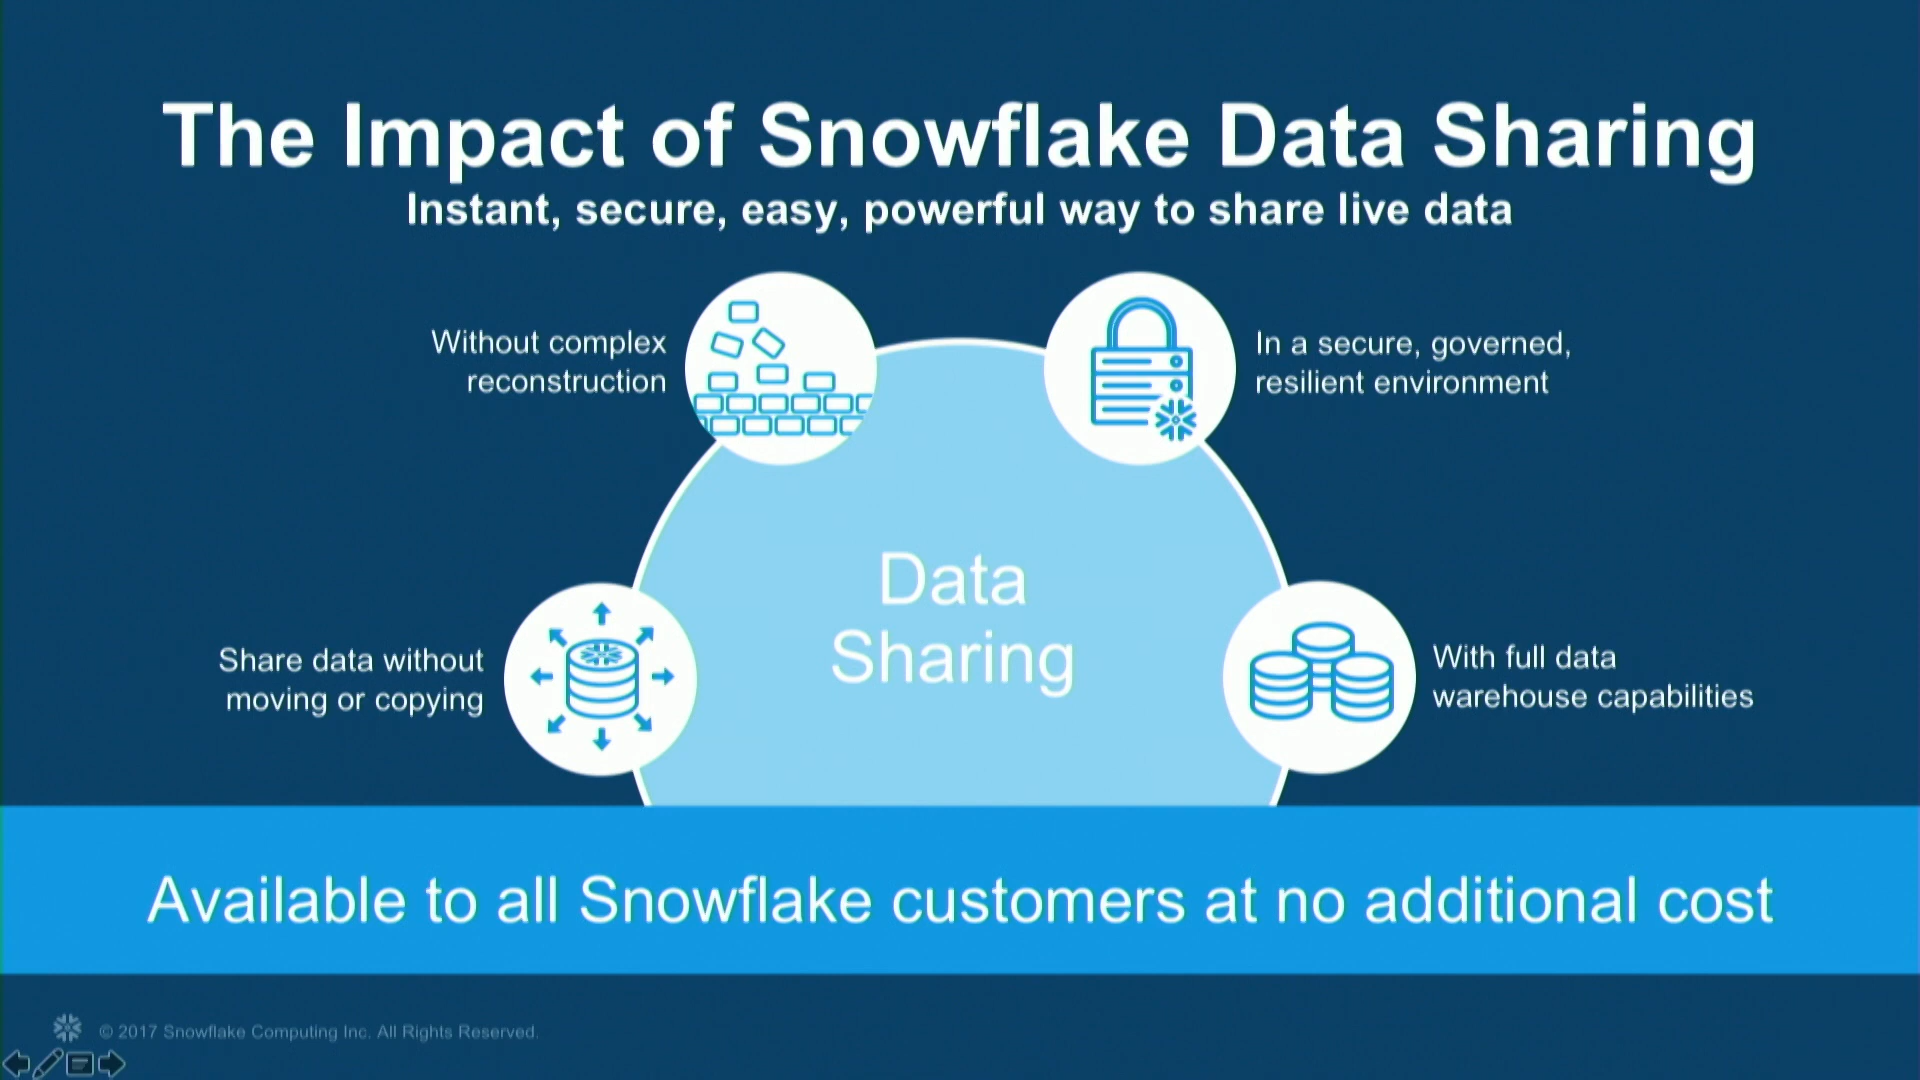 The Impact of Snowflake Data Sharing
Instant, secure, easy, powerful way to share live data
Without complex
reconstruction
In a secure, governed,
resilient environment
Data
Sharing
Share data without
moving or copying
With full data
warehouse capabilities
Available to all Snowflake customers at no additional cost
© 2017 Snowflake Computing Inc. All Rights Reserved.